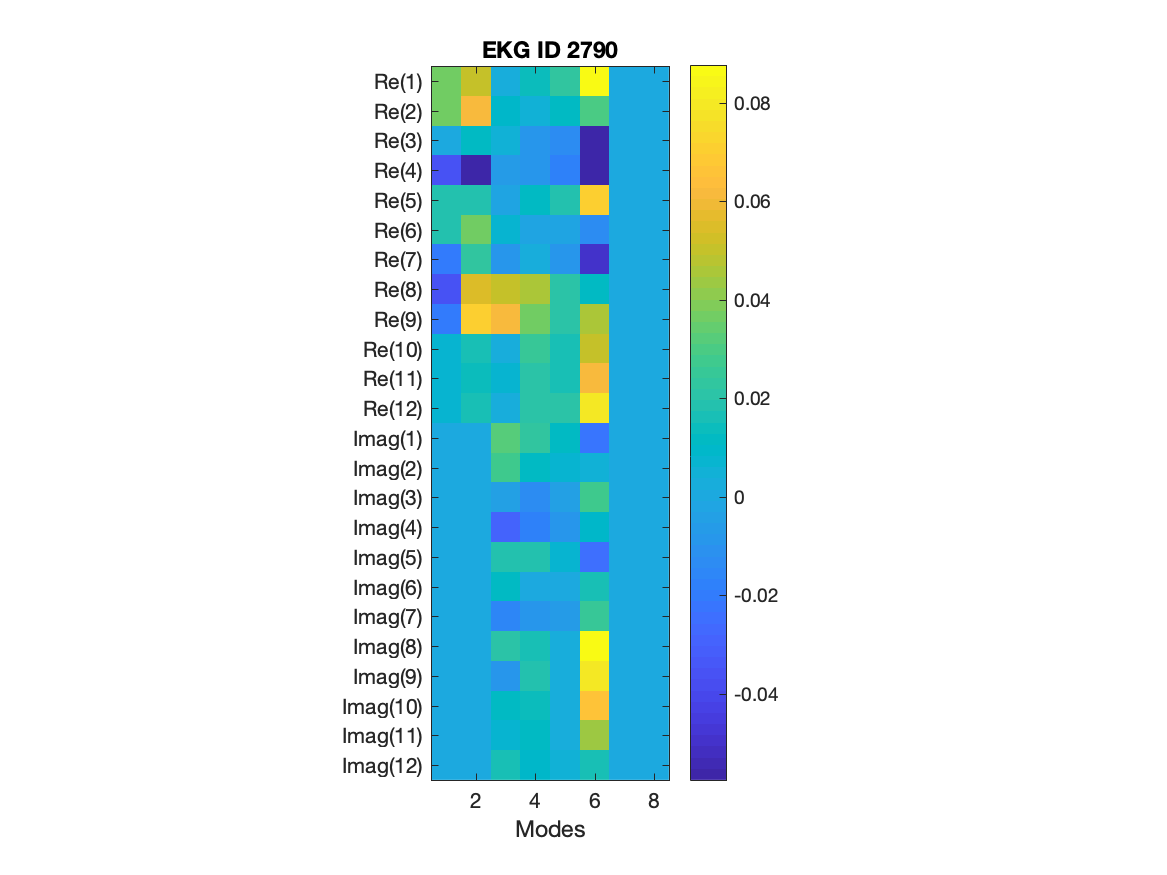 EKG ID 2790
Re(1)
Re(2)
Re(3)
Re(4)
Re(5)
Re(6)
Re(7)
Re(8)
Re(9)
Re(10)
Re(11)
Re(12)
Imag(1)
Imag(2)
Imag(3)
Imag(4)
Imag(5)
Imag(6)
Imag(7)
Imag(8)
Imag(9)
Imag(10)
Imag(11)
Imag(12)
2 4 6 8
Modes
0.08
0.06
0.04
0.02
0
-0.02
-0.04